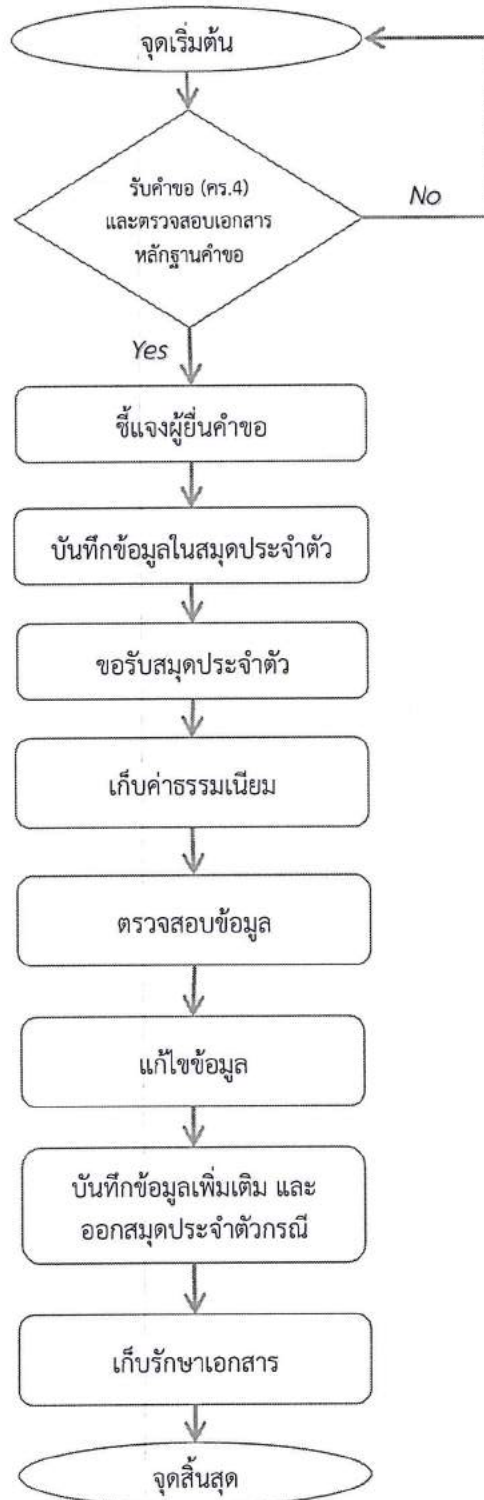 จุดเริ่มต้น
รับคำขอ (คร.4)
และตรวจสอบเอกสาร
หลักฐานคำขอ
No
Yes
ชี้แจงผู้ยื่นคำขอ
บันทึกข้อมูลในสมุดประจำตัว
ขอรับสมุดประจำตัว
เก็บค่าธรรมเนียม
ตรวจสอบข้อมูล
แก้ไขข้อมูล
บันทึกข้อมูลเพิ่มเติม และ
ออกสมุดประจำตัวกรณี
เก็บรักษาเอกสาร
จุดสิ้นสุด